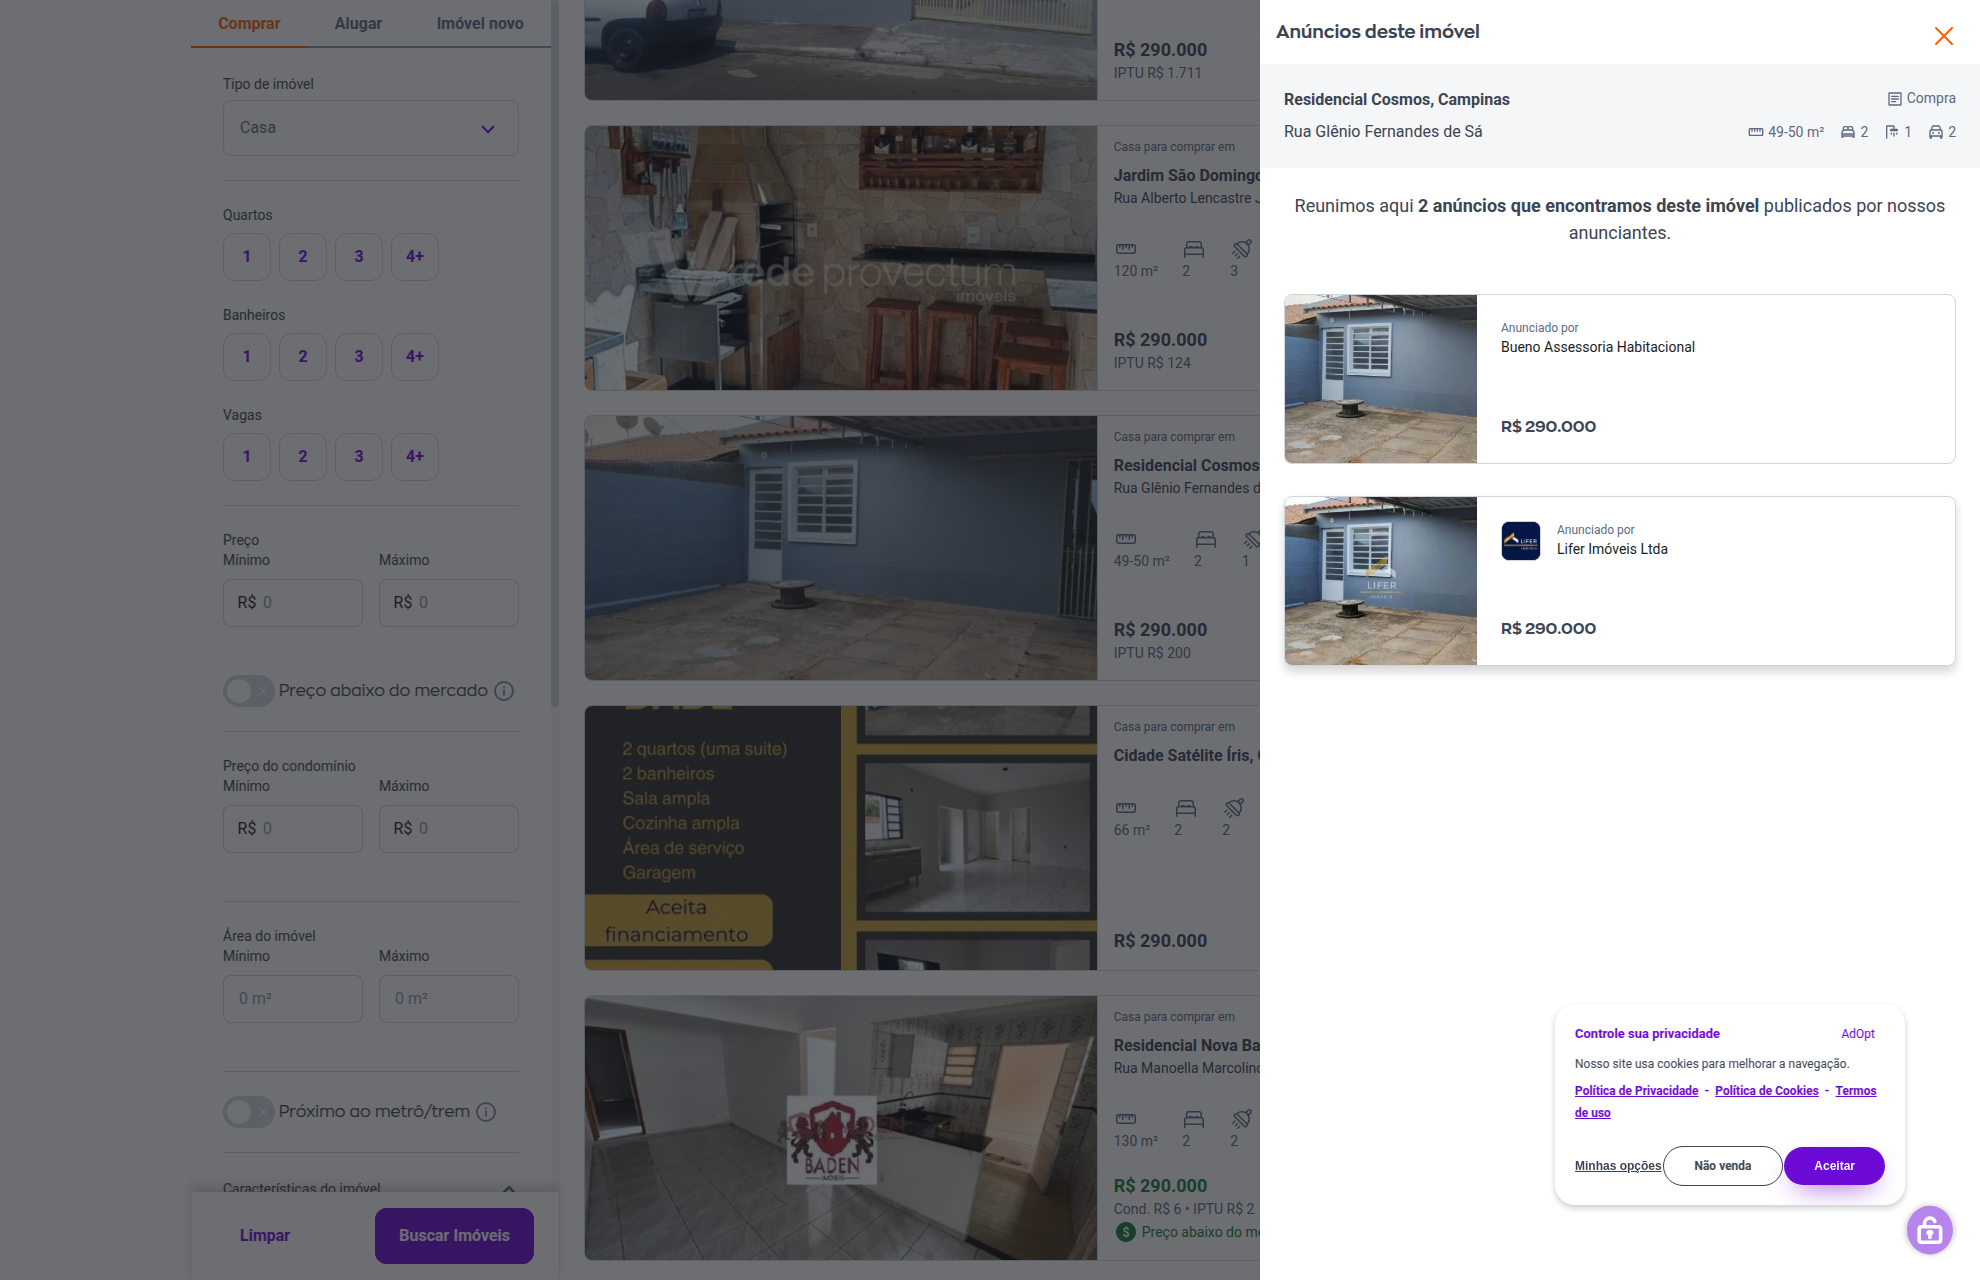 Comprar
Alugar
Imóvel novo
Tipo de imóvel
Casa
Quartos
1
2
3
4+
Banheiros
1
2
3
4+
Vagas
1
2
3
4+
Preço
Mínimo
Máximo
R$ 0
R$ 0
Preço abaixo do mercado
Preço do condomínio
Mínimo
Máximo
R$ 0
R$ 0
Área do imóvel
Mínimo
Máximo
0 m²
0 m²
Próximo ao metrô/trem
Características do imóvel
Limpar
Buscar Imóveis
R$ 290.000
IPTU R$ 1.711
rede provectum
imóveis
Casa para comprar em
Jardim São Domingo
Rua Alberto Lencastre
120 m²
2
3
R$ 290.000
IPTU R$ 124
Casa para comprar em
Residencial Cosmos
Rua Glênio Fernandes d
49-50 m²
2
1
R$ 290.000
IPTU R$ 200
DADE
2 quartos (uma suite)
2 banheiros
Sala ampla
Cozinha ampla
Área de serviço
Garagem
Aceita
financiamento
Casa para comprar em
Cidade Satélite Íris,
66 m²
2
2
R$ 290.000
BADEN
IMÓVEIS
Casa para comprar em
Residencial Nova Ba
Rua Manoella Marcolino
130 m²
2
2
R$ 290.000
Cond. R$ 6 • IPTU R$ 2
Preço abaixo do me
Anúncios deste imóvel
Residencial Cosmos, Campinas
Compra
Rua Glênio Fernandes de Sá
49-50 m²
2
1
2
Reunimos aqui 2 anúncios que encontramos deste imóvel publicados por nossos
anunciantes.
Anunciado por
Bueno Assessoria Habitacional
R$ 290.000
LIFER
IMÓVEIS
LIFER
Anunciado por
Lifer Imóveis Ltda
R$ 290.000
Controle sua privacidade
AdOpt
Nosso site usa cookies para melhorar a navegação.
Política de Privacidade - Política de Cookies - Termos
de uso
Minhas opções
Não venda
Aceitar